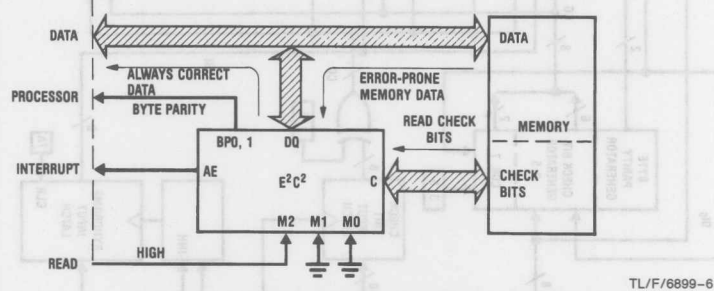 DATA
DATA
ALWAYS CORRECT
DATA
ERROR-PRONE
MEMORY DATA
PROCESSOR
BYTE PARITY
READ CHECK
BITS
MEMORY
BP0, 1
DQ
INTERRUPT
AE
E²C²
C
CHECK
BITS
M2 M1 M0
READ
HIGH
TL/F/6899–6